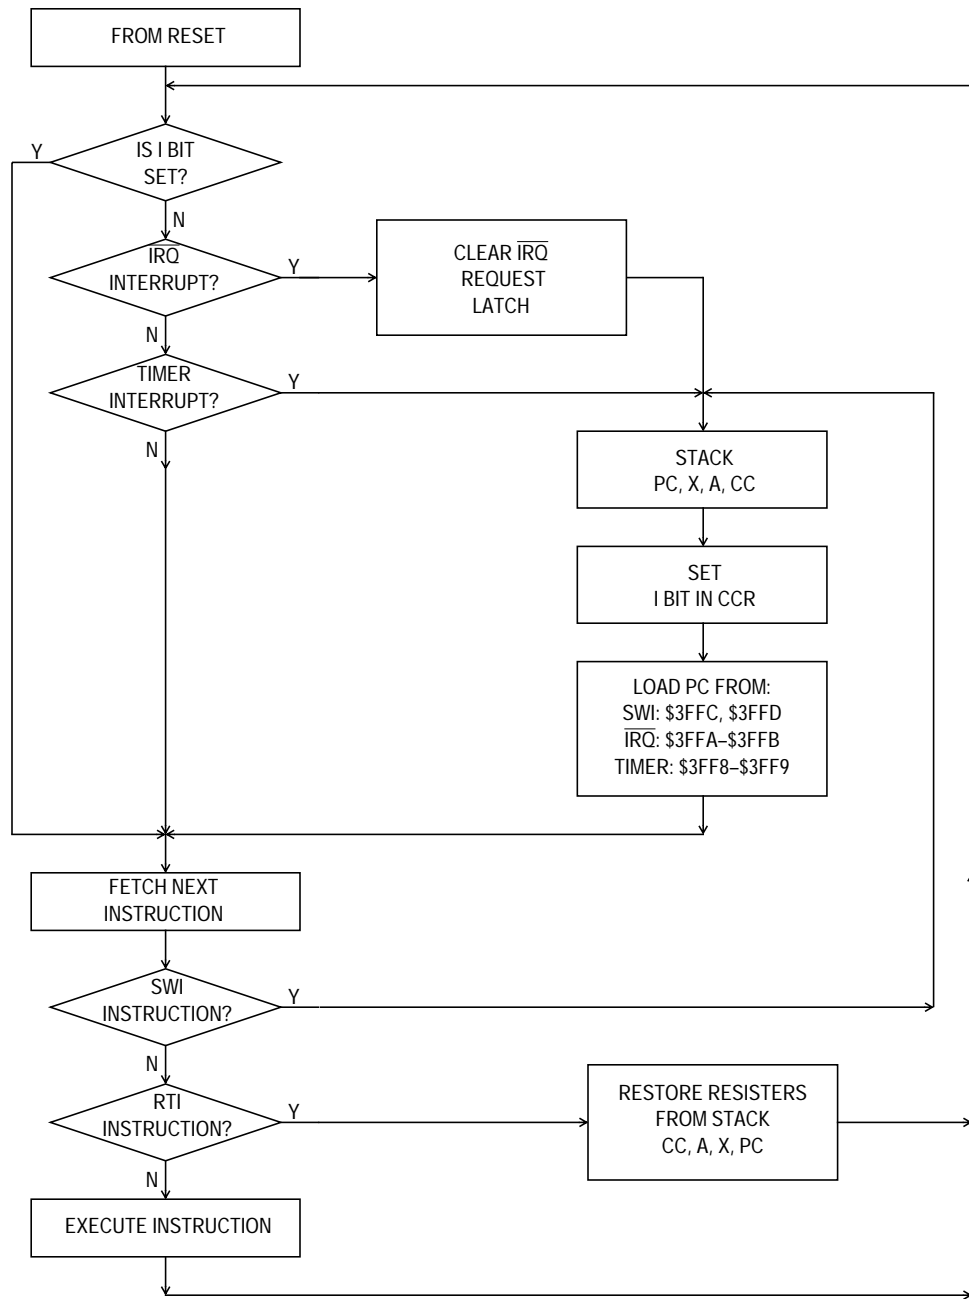 FROM RESET
Y
IS I BIT
SET?
N
IRQ
INTERRUPT?
Y
CLEAR IRQ
REQUEST
LATCH
N
TIMER
INTERRUPT?
Y
N
STACK
PC, X, A, CC
SET
I BIT IN CCR
LOAD PC FROM:
SWI: $3FFC, $3FFD
IRQ: $3FFA–$3FFB
TIMER: $3FF8–$3FF9
FETCH NEXT
INSTRUCTION
SWI
INSTRUCTION?
Y
N
RTI
INSTRUCTION?
Y
RESTORE RESISTERS
FROM STACK
CC, A, X, PC
N
EXECUTE INSTRUCTION